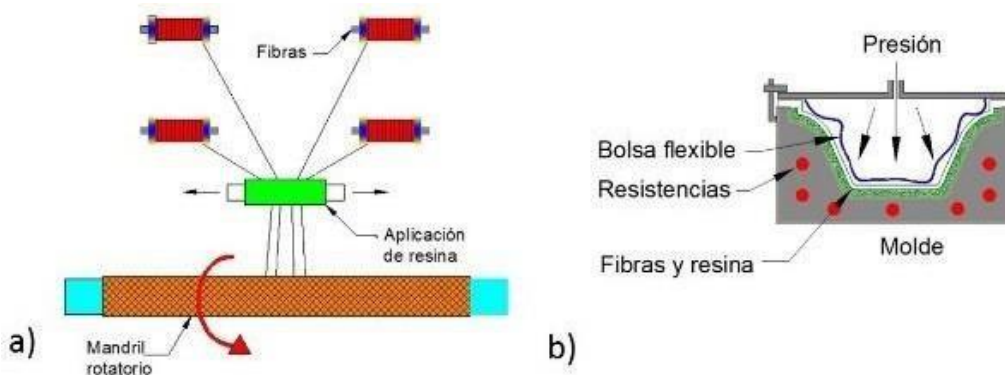 Fibras
Aplicación
de resina
Mandril
rotatorio
a)
Presión
Bolsa flexible
Resistencias
Fibras y resina
Molde
b)